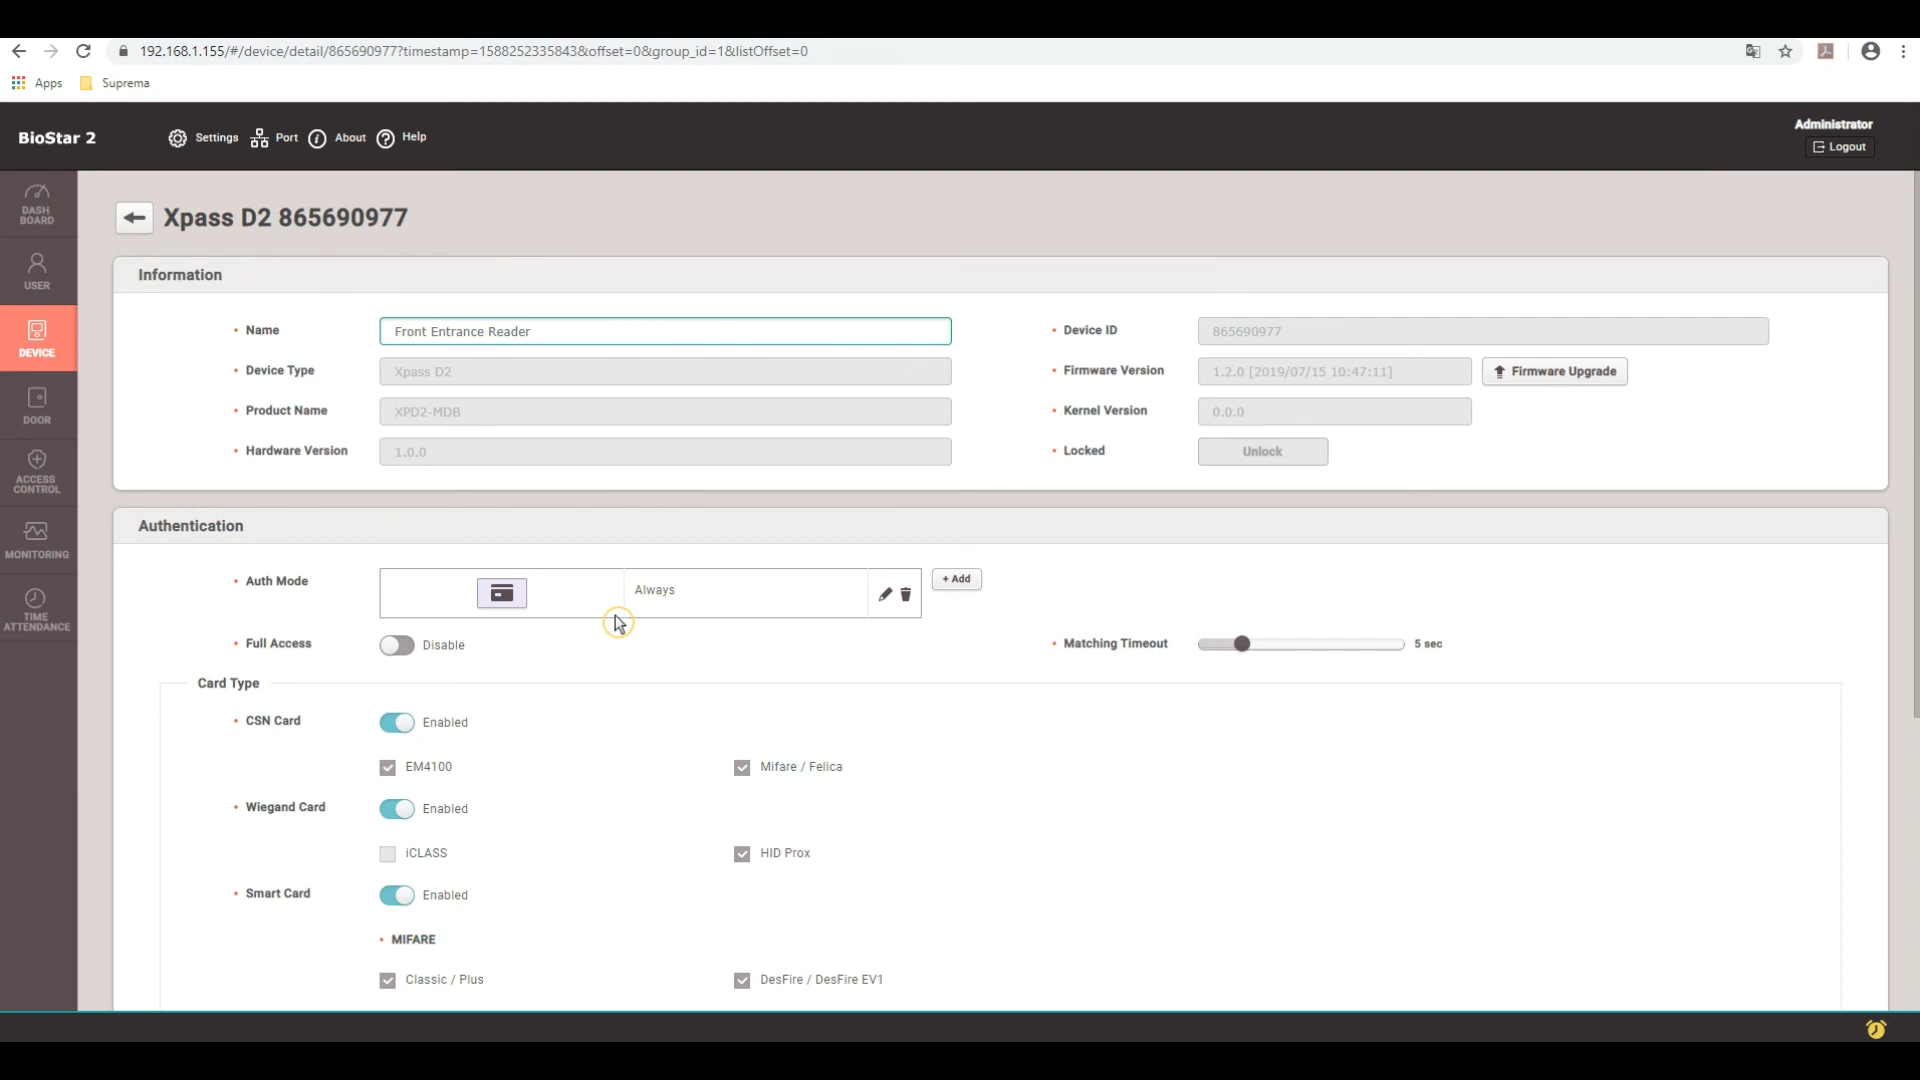 192.168.1.155/#/device/detail/865690977?timestamp=1588252335843&offset=0&group_id=1&listOffset=0
Apps Suprema
BioStar 2 Settings Port About Help
Administrator
Logout
DASH
BOARD
USER
DEVICE
DOOR
ACCESS
CONTROL
MONITORING
TIME
ATTENDANCE
Xpass D2 865690977
Information
Name Front Entrance Reader Device ID 865690977
Device Type Xpass D2 Firmware Version 1.2.0 [2019/07/15 10:47:11] Firmware Upgrade
Product Name XPD2-MDB Kernel Version 0.0.0
Hardware Version 1.0.0 Locked Unlock
Authentication
Auth Mode Always + Add
Full Access Disable Matching Timeout 5 sec
Card Type
CSN Card Enabled
EM4100 Mifare / Felica
Wiegand Card Enabled
iCLASS HID Prox
Smart Card Enabled
MIFARE
Classic / Plus DesFire / DesFire EV1